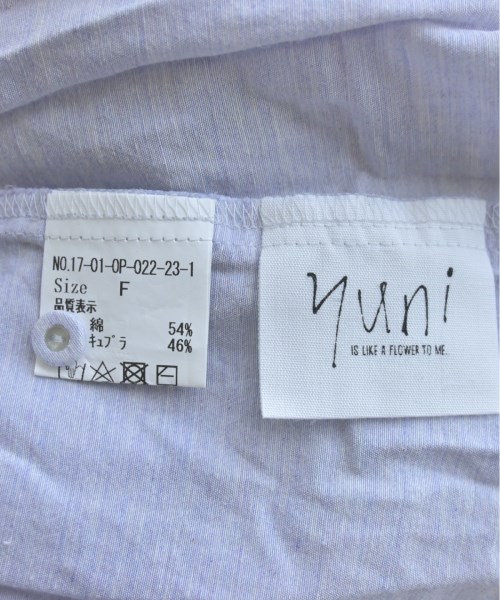 NO.17-01-OP-022-23-1
Size F
品質表示
綿 54%
キュプラ 46%
yuni
IS LIKE A FLOWER TO ME.